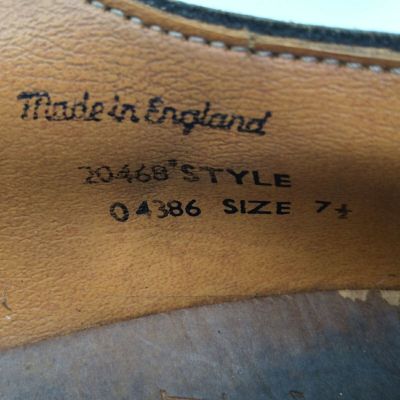 Made in England
20468* STYLE
04386 SIZE 7½